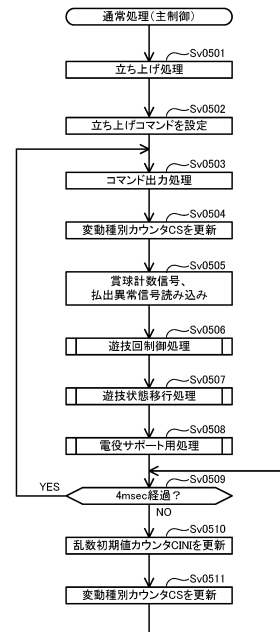 通常処理(主制御)
Sv0501
立ち上げ処理
Sv0502
立ち上げコマンドを設定
Sv0503
コマンド出力処理
Sv0504
変動種別カウンタCSを更新
Sv0505
賞球計数信号、
払出異常信号読み込み
Sv0506
遊技回制御処理
Sv0507
遊技状態移行処理
Sv0508
電役サポート用処理
Sv0509
YES
4msec経過?
NO
Sv0510
乱数初期値カウンタCINIを更新
Sv0511
変動種別カウンタCSを更新